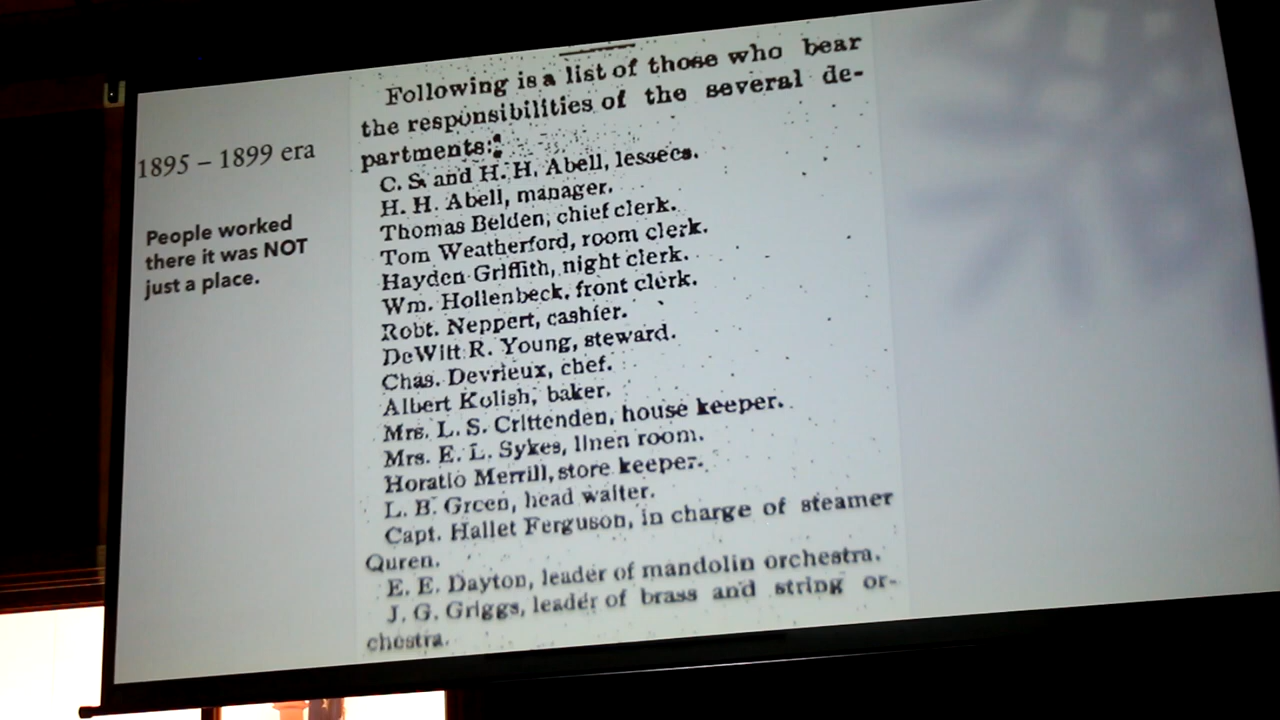 1895 – 1899 era
People worked
there it was NOT
just a place.
Following is a list of those who bear
the responsibilities of the several de-
partments:
C. S. and H. H. Abell, lessees.
H. H. Abell, manager.
Thomas Belden, chief clerk.
Tom Weatherford, room clerk.
Hayden Griffith, night clerk.
Wm. Hollenbeck, front clerk.
Robt. Neppert, cashier.
DeWitt R. Young, steward.
Chas. Devrieux, chef.
Albert Kolish, baker.
Mrs. L. S. Crittenden, house keeper.
Mrs. E. L. Sykes, linen room.
Horatio Merrill, store keeper.
L. B. Green, head waiter.
Capt. Hallet Ferguson, in charge of steamer
Quren.
E. E. Dayton, leader of mandolin orchestra.
J. G. Griggs, leader of brass and string or-
chestra.